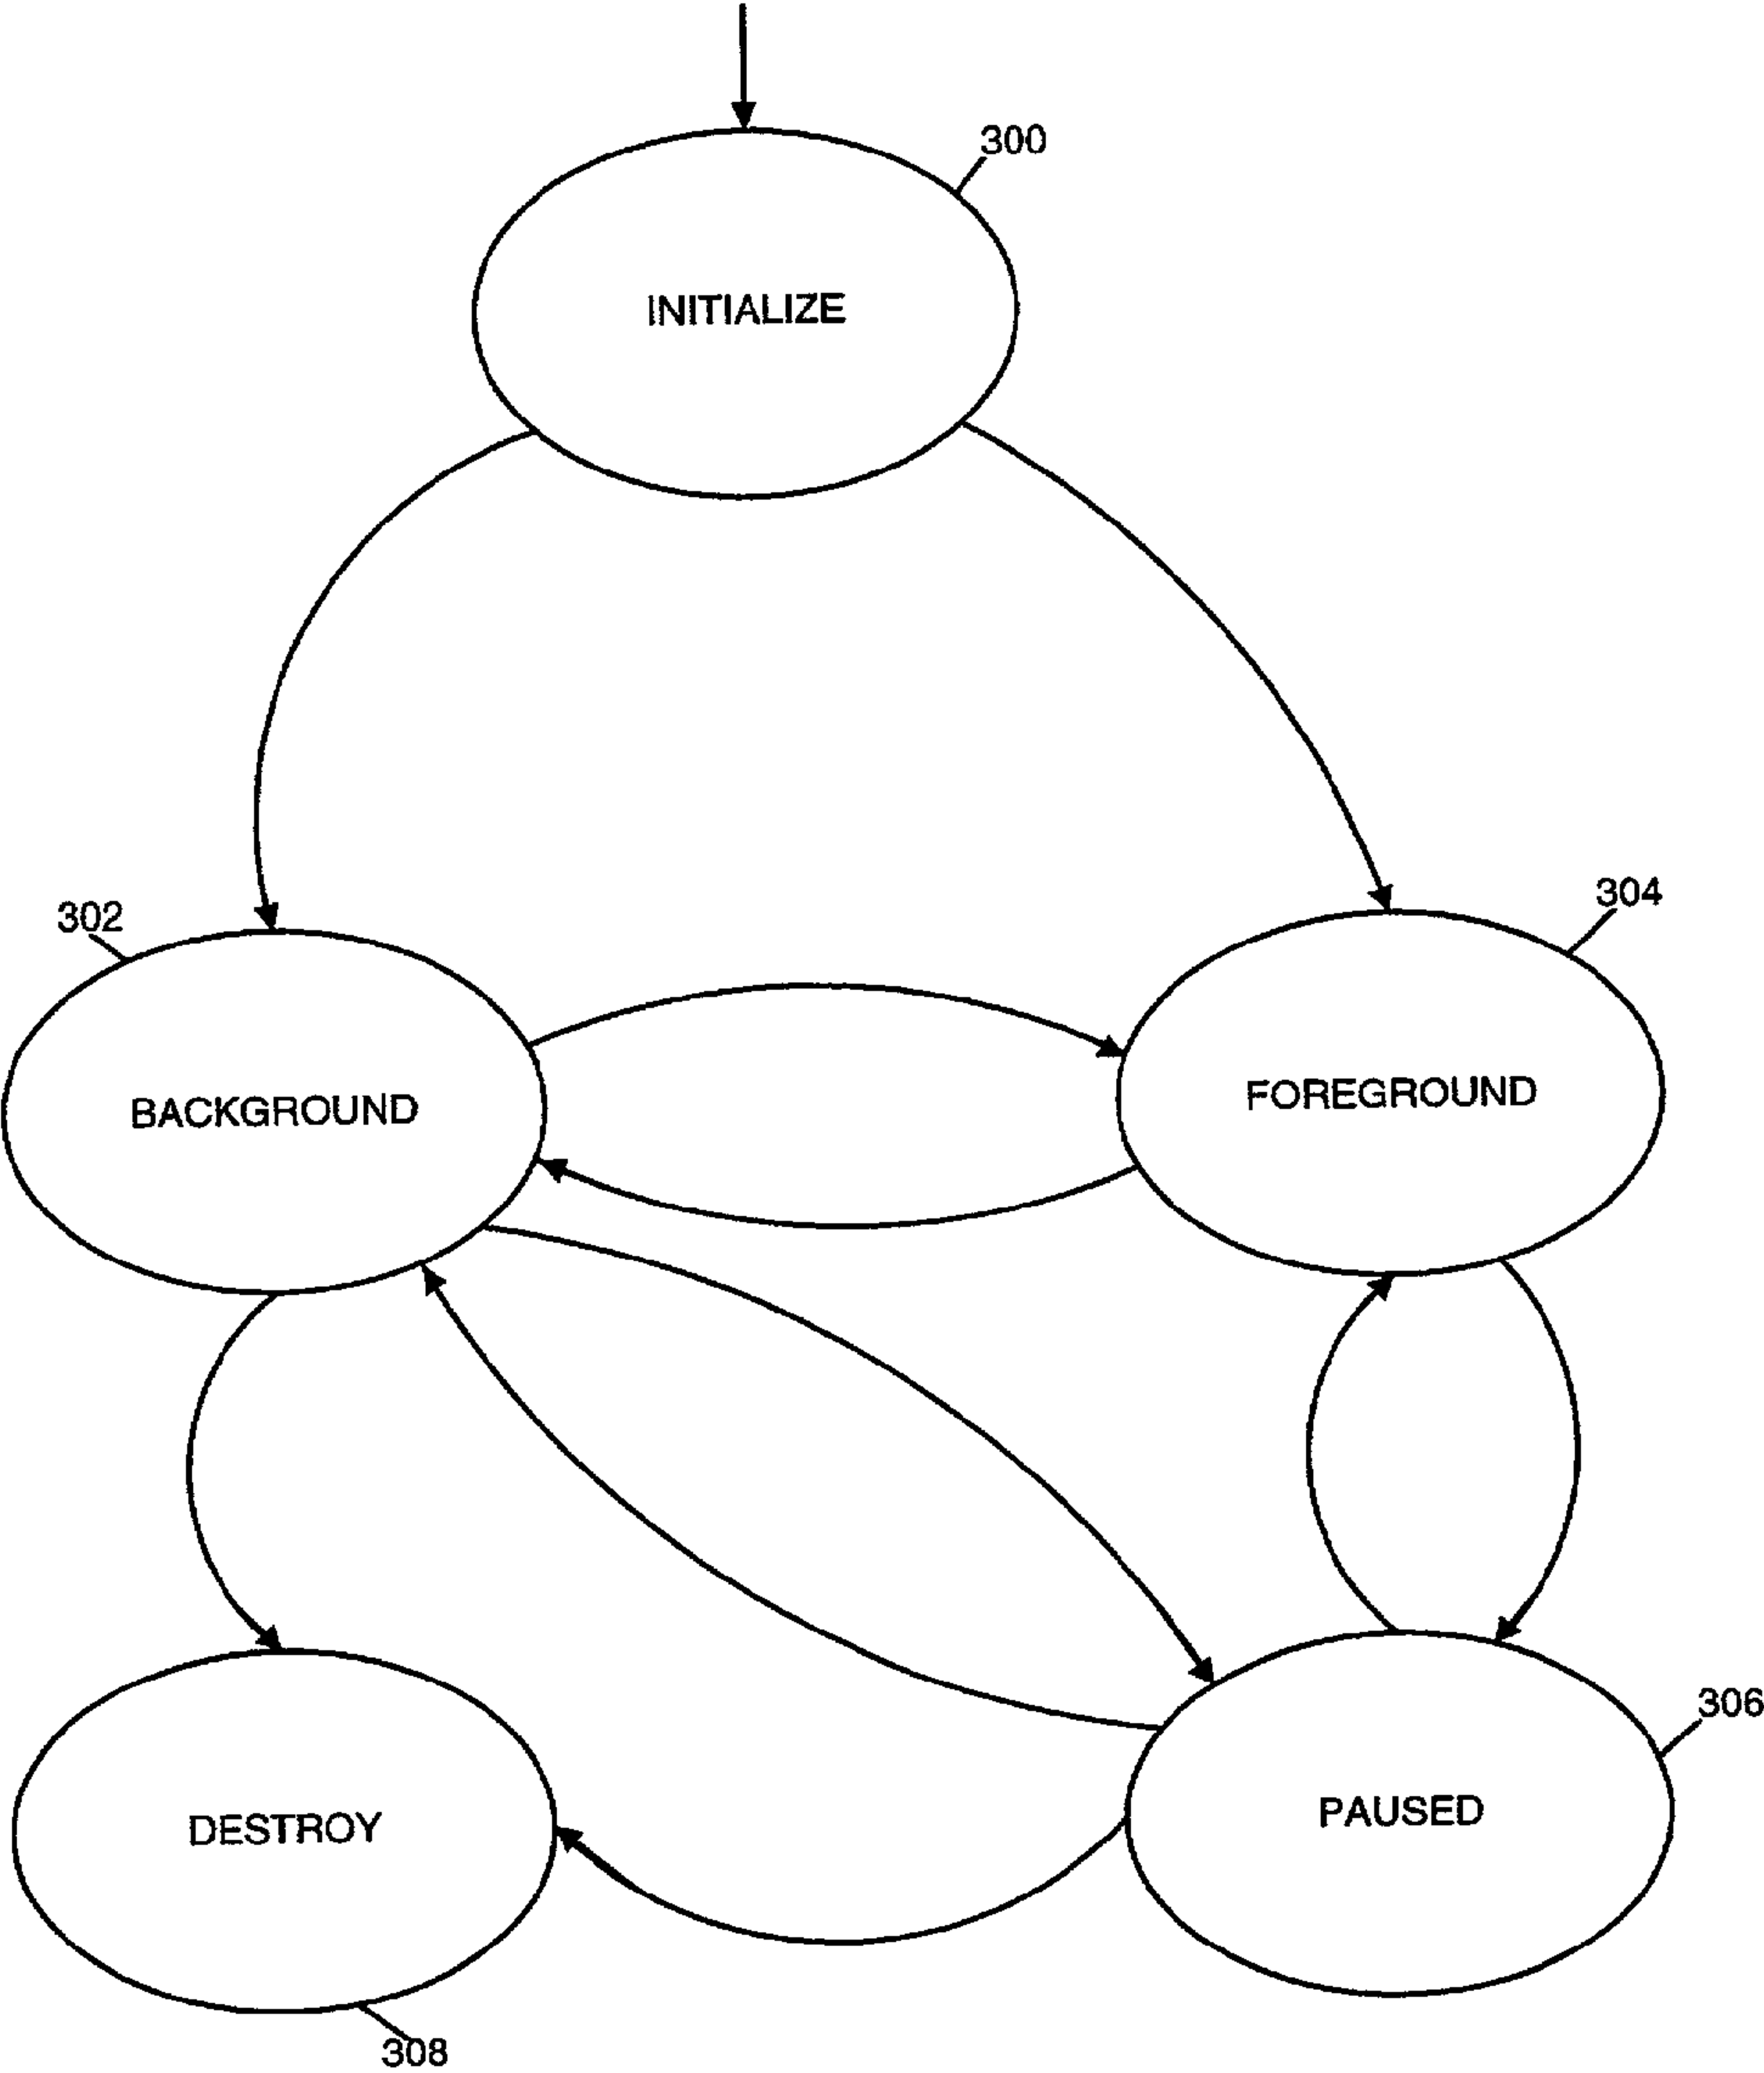 300
INITIALIZE
302
304
BACKGROUND
FOREGROUND
306
DESTROY
PAUSED
308